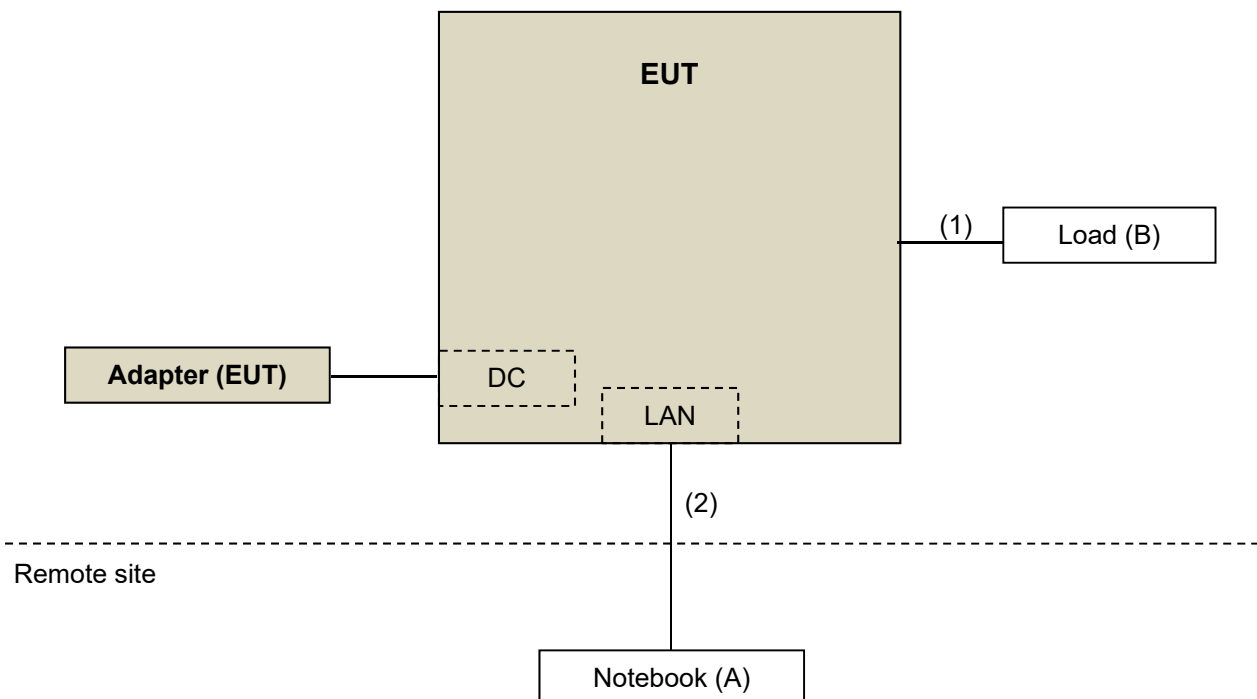 EUT
(1)
Load (B)
Adapter (EUT)
DC
LAN
(2)
Remote site
Notebook (A)